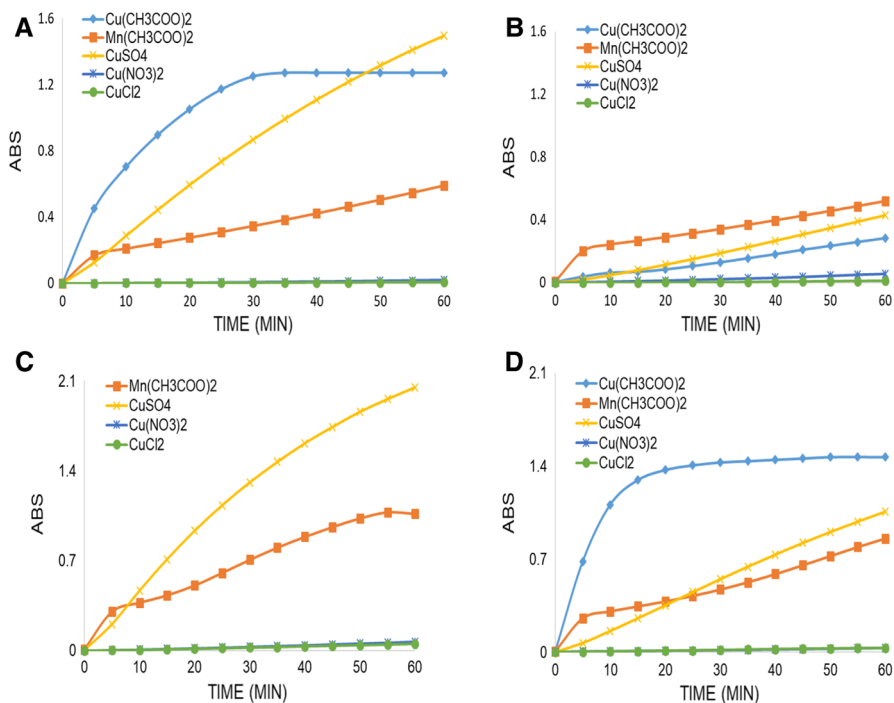 A
1.6
1.2
0.8
0.4
0
ABS
Cu(CH3COO)2
Mn(CH3COO)2
CuSO4
Cu(NO3)2
CuCl2
0 10 20 30 40 50 60
TIME (MIN)
B
1.6
1.2
0.8
0.4
0
ABS
Cu(CH3COO)2
Mn(CH3COO)2
CuSO4
Cu(NO3)2
CuCl2
0 10 20 30 40 50 60
TIME (MIN)
C
2.1
1.4
0.7
0
ABS
Mn(CH3COO)2
CuSO4
Cu(NO3)2
CuCl2
0 10 20 30 40 50 60
TIME (MIN)
D
2.1
1.4
0.7
0
ABS
Cu(CH3COO)2
Mn(CH3COO)2
CuSO4
Cu(NO3)2
CuCl2
0 10 20 30 40 50 60
TIME (MIN)